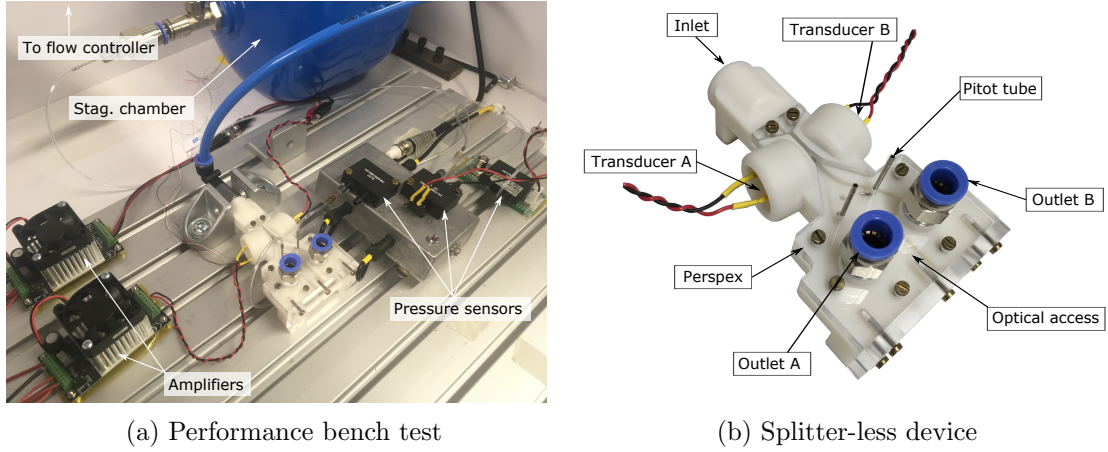 To flow controller
Stag. chamber
Pressure sensors
Amplifiers
(a) Performance bench test
Inlet
Transducer B
Pitot tube
Transducer A
Outlet B
Perspex
Optical access
Outlet A
(b) Splitter-less device